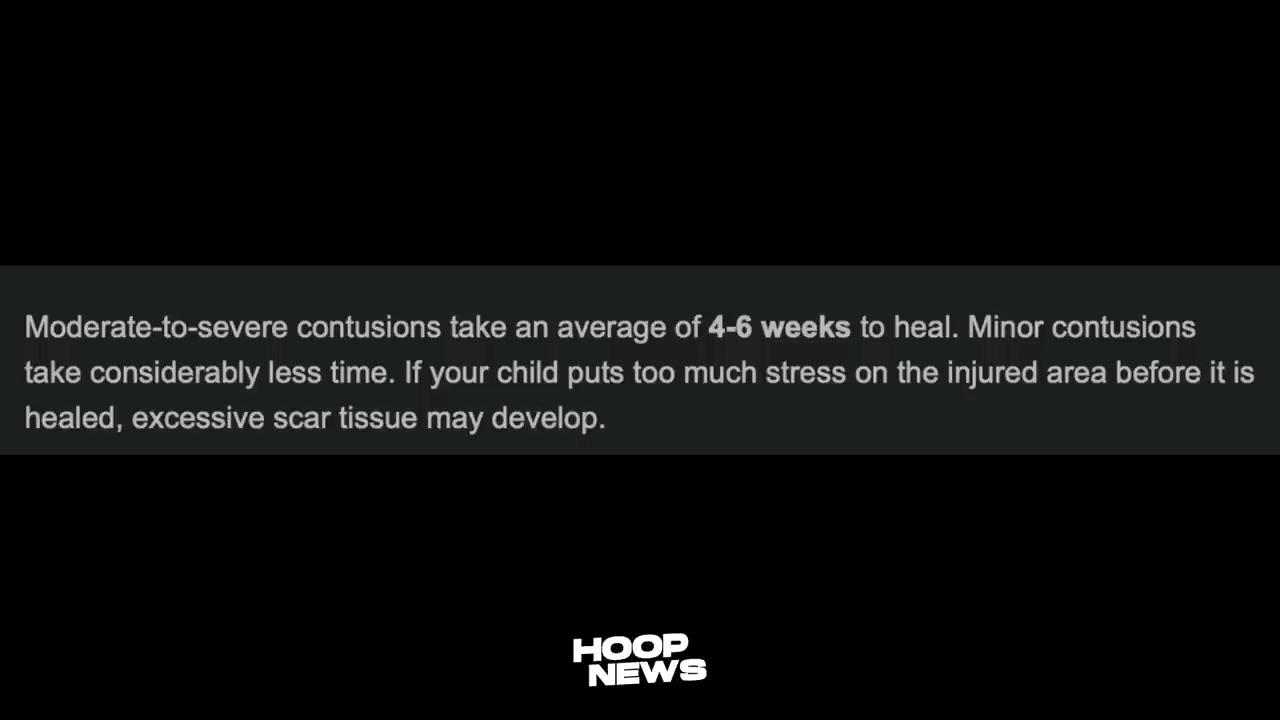 Moderate-to-severe contusions take an average of 4-6 weeks to heal. Minor contusions
take considerably less time. If your child puts too much stress on the injured area before it is
healed, excessive scar tissue may develop.
HOOP
NEWS